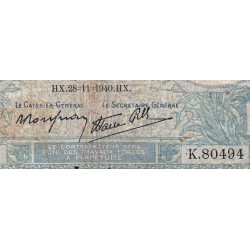 HX.28-11-1940.HX.
LE CAISSIER GÉNÉRAL LE SECRÉTAIRE GÉNÉRAL
K.80494
LE CONTREFACTEUR SERA
PUNI DES TRAVAUX FORCÉS
À PERPÉTUITÉ